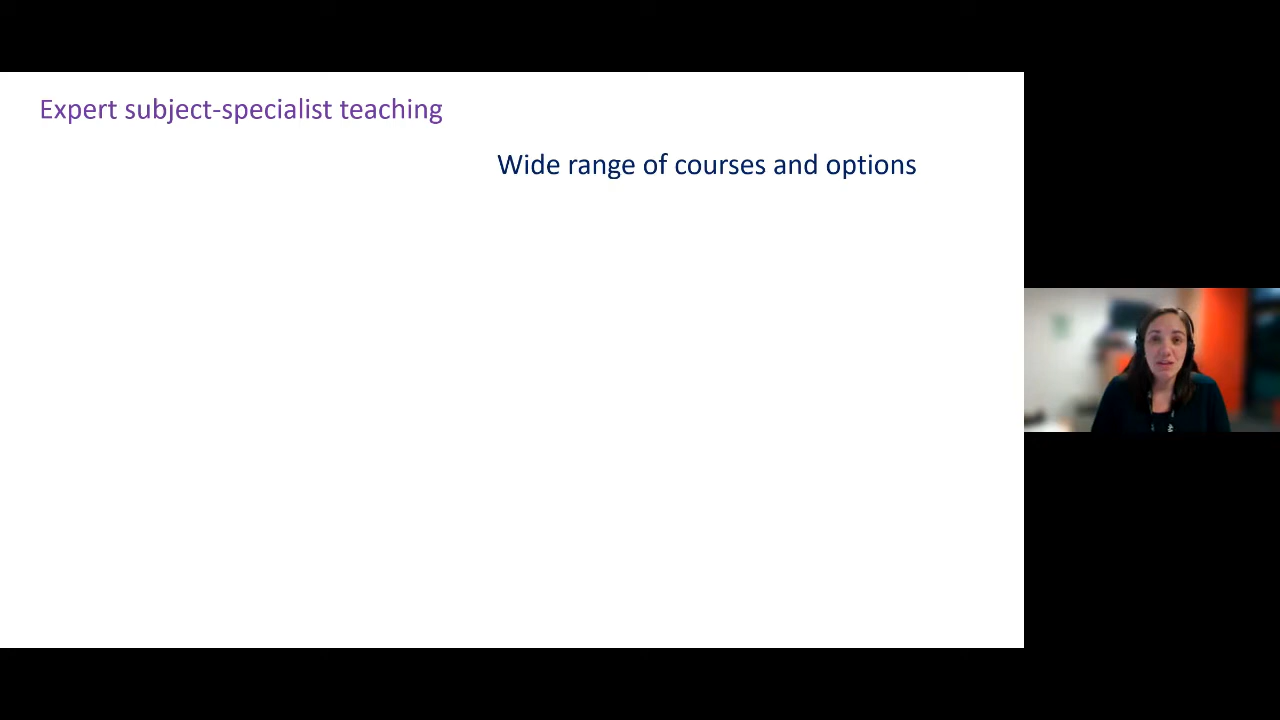 Expert subject-specialist teaching
Wide range of courses and options